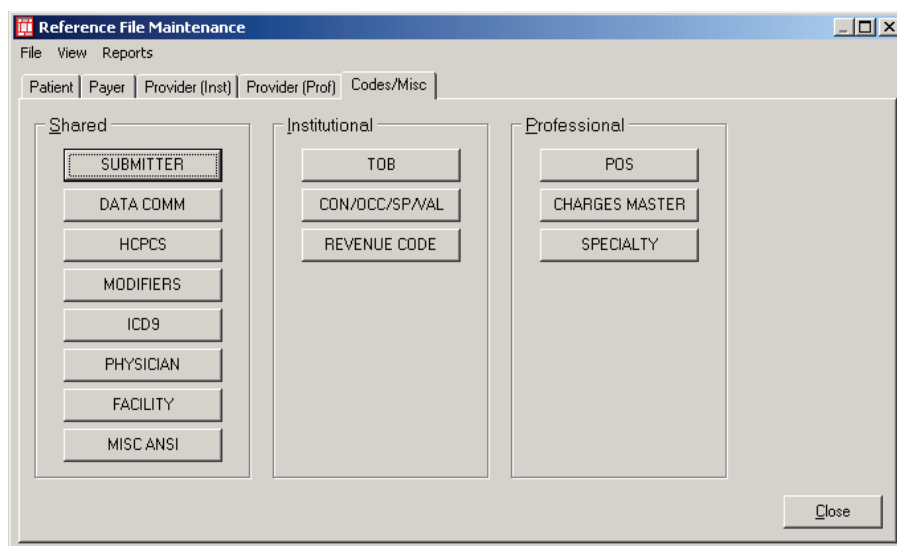 Reference File Maintenance
File View Reports
Patient Payer Provider (Inst) Provider (Prof) Codes/Misc
Shared
SUBMITTER
DATA COMM
HCPCS
MODIFIERS
ICD9
PHYSICIAN
FACILITY
MISC ANSI
Institutional
TOB
CON/OCC/SP/VAL
REVENUE CODE
Professional
POS
CHARGES MASTER
SPECIALTY
Close